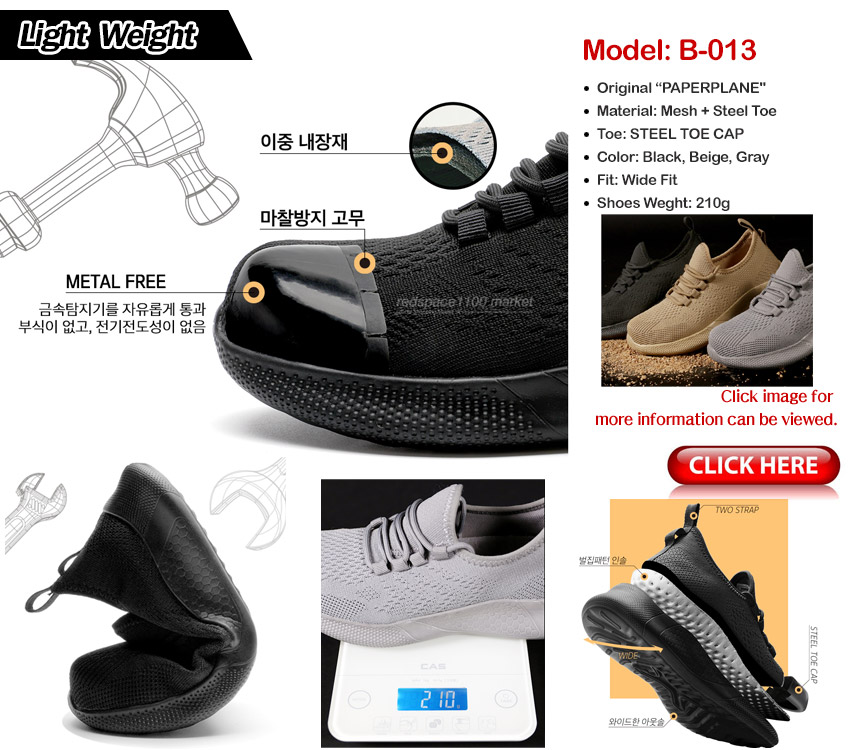 Light Weight
Model: B-013
• Original “PAPERPLANE"
• Material: Mesh + Steel Toe
• Toe: STEEL TOE CAP
• Color: Black, Beige, Gray
• Fit: Wide Fit
• Shoes Weght: 210g
이중 내장재
마찰방지 고무
METAL FREE
금속탐지기를 자유롭게 통과
부식이 없고, 전기전도성이 없음
redspace1100 market
Click image for
more information can be viewed.
CLICK HERE
CAS
210
TWO STRAP
벌집패턴 인솔
WIDE
STEEL TOE CAP
와이드한 아웃솔